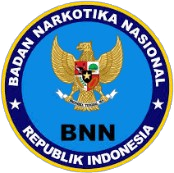 BADAN NARKOTIKA NASIONAL
BNN
REPUBLIK INDONESIA